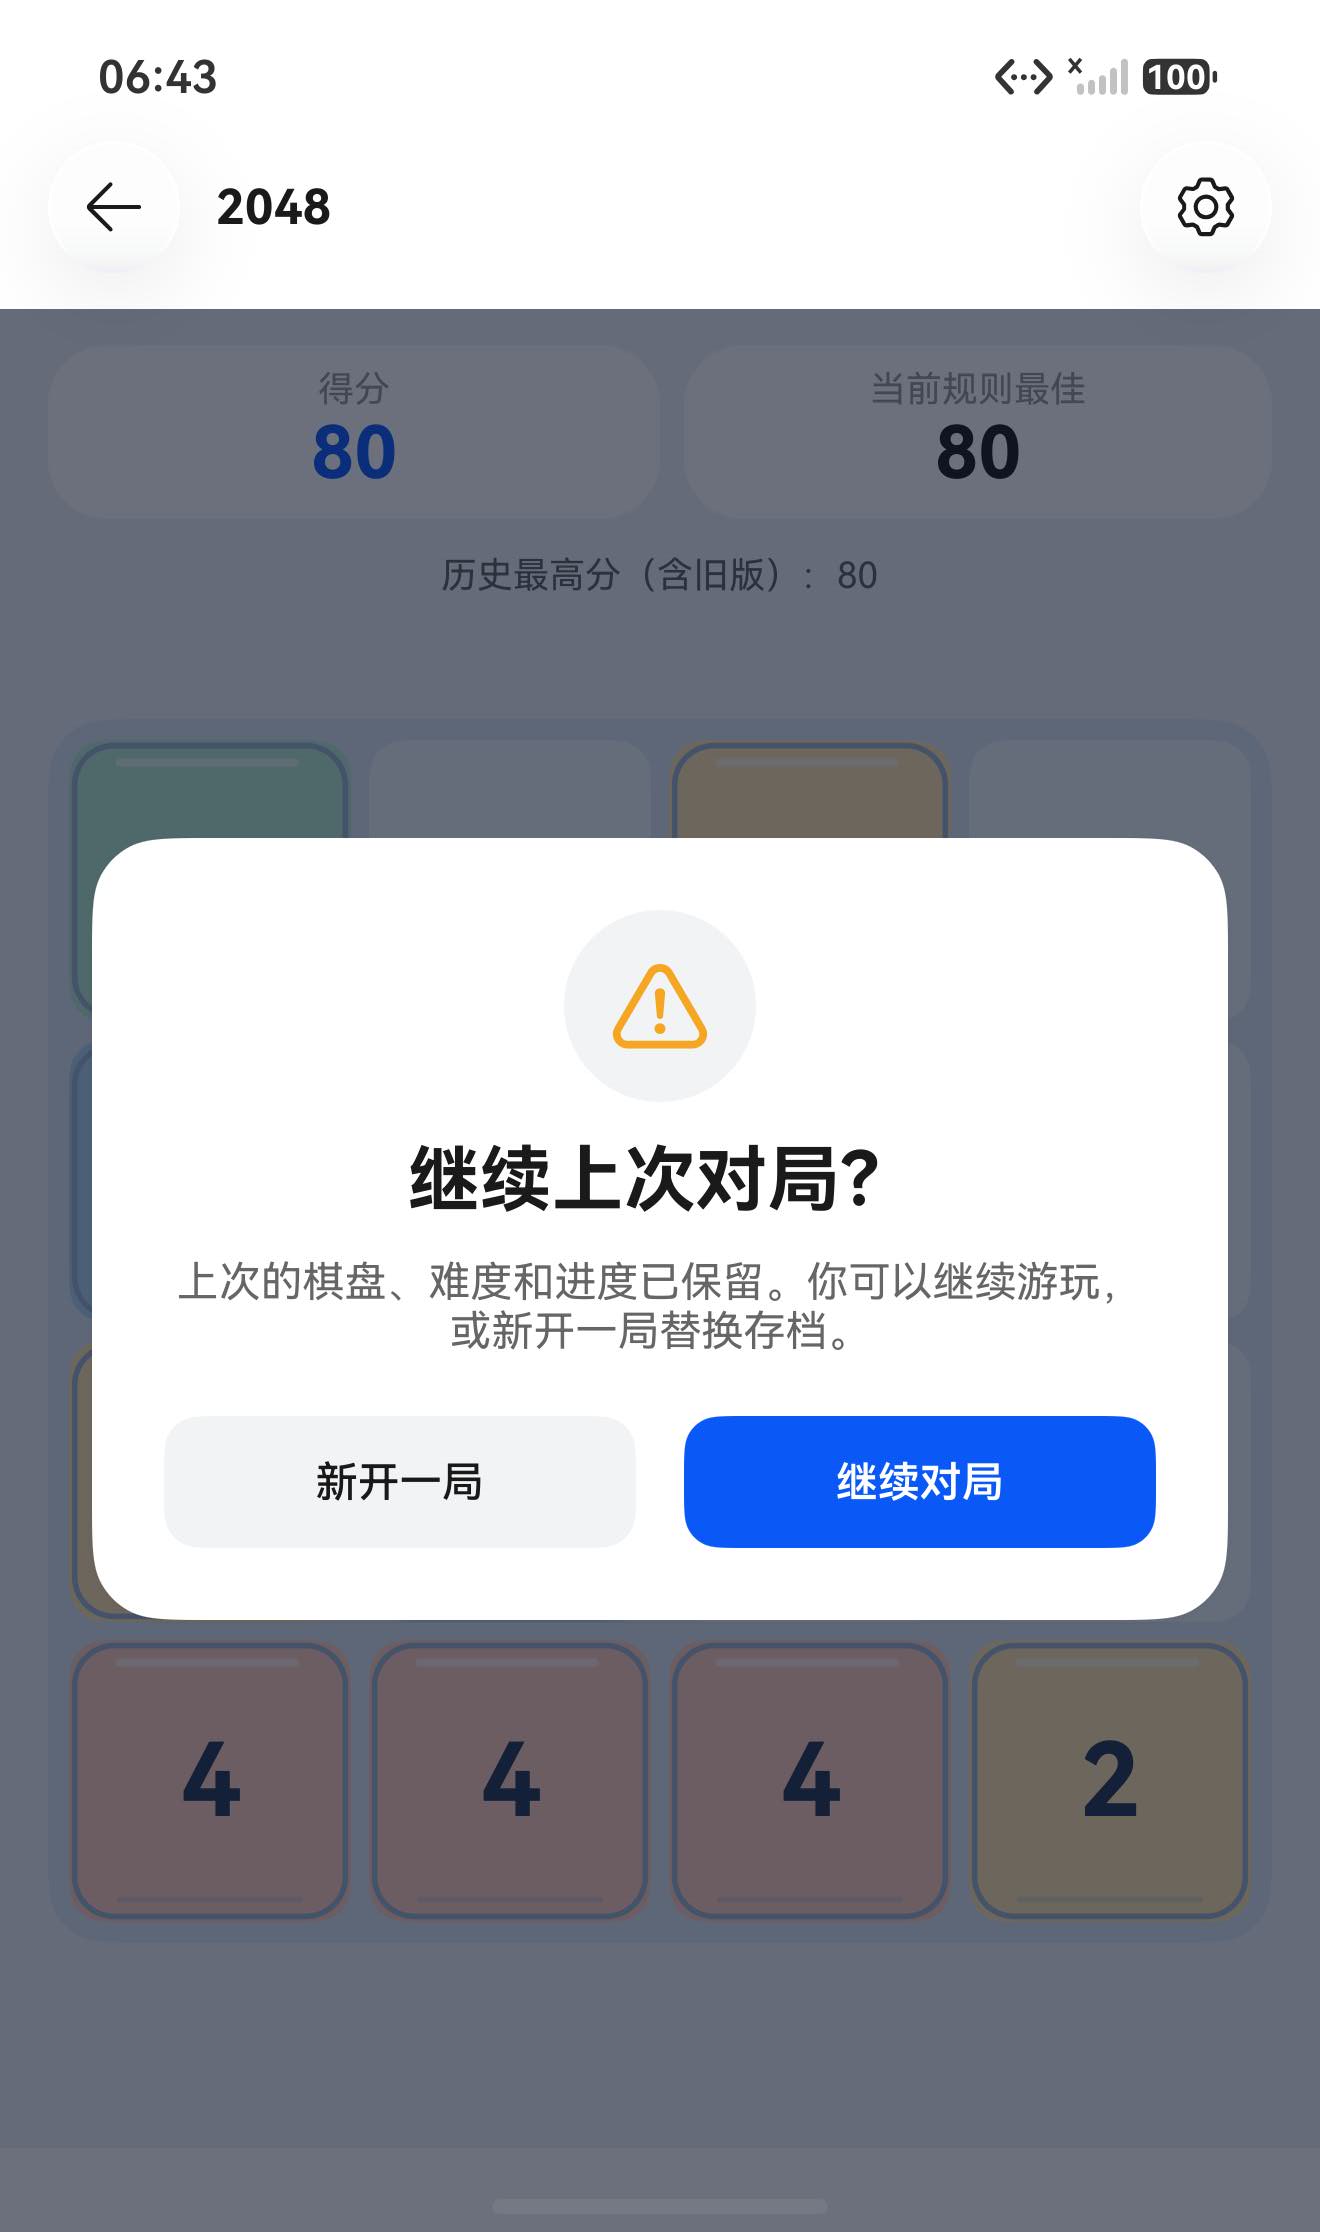 06:43
100
2048
得分
当前规则最佳
80
80
历史最高分（含旧版）：80
继续上次对局?
上次的棋盘、难度和进度已保留。你可以继续游玩，
或新开一局替换存档。
新开一局
继续对局
4
4
4
2